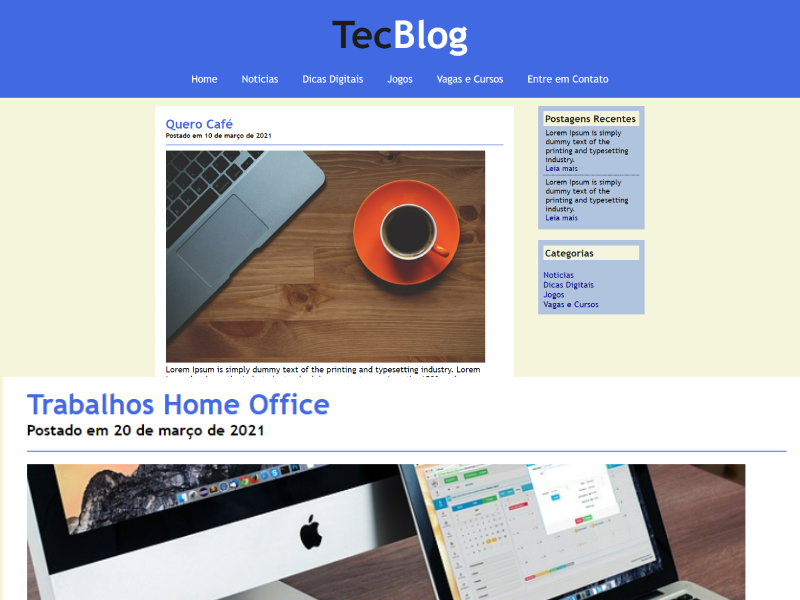 TecBlog
Home Noticias Dicas Digitais Jogos Vagas e Cursos Entre em Contato
Quero Café
Postado em 10 de março de 2021
Lorem Ipsum is simply dummy text of the printing and typesetting industry. Lorem
Postagens Recentes
Lorem Ipsum is simply
dummy text of the
printing and typesetting
industry.
Leia mais
Lorem Ipsum is simply
dummy text of the
printing and typesetting
industry.
Leia mais
Categorias
Noticias
Dicas Digitais
Jogos
Vagas e Cursos
Trabalhos Home Office
Postado em 20 de março de 2021